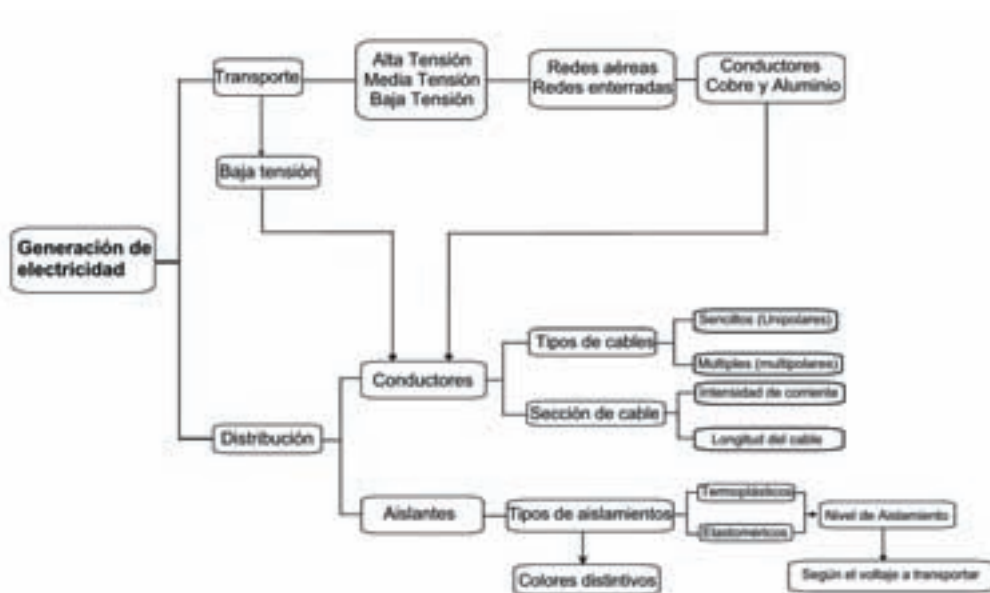 Transporte
Alta Tensión
Media Tensión
Baja Tensión
Redes aéreas
Redes enterradas
Conductores
Cobre y Aluminio
Baja tensión
Generación de
electricidad
Tipos de cables
Sencillos (Unipolares)
Multiples (multipolares)
Conductores
Sección de cable
Intensidad de corriente
Longitud del cable
Distribución
Aislantes
Tipos de aislamientos
Termoplásticos
Elastoméricos
Nivel de Aislamiento
Colores distintivos
Según el voltaje a transportar